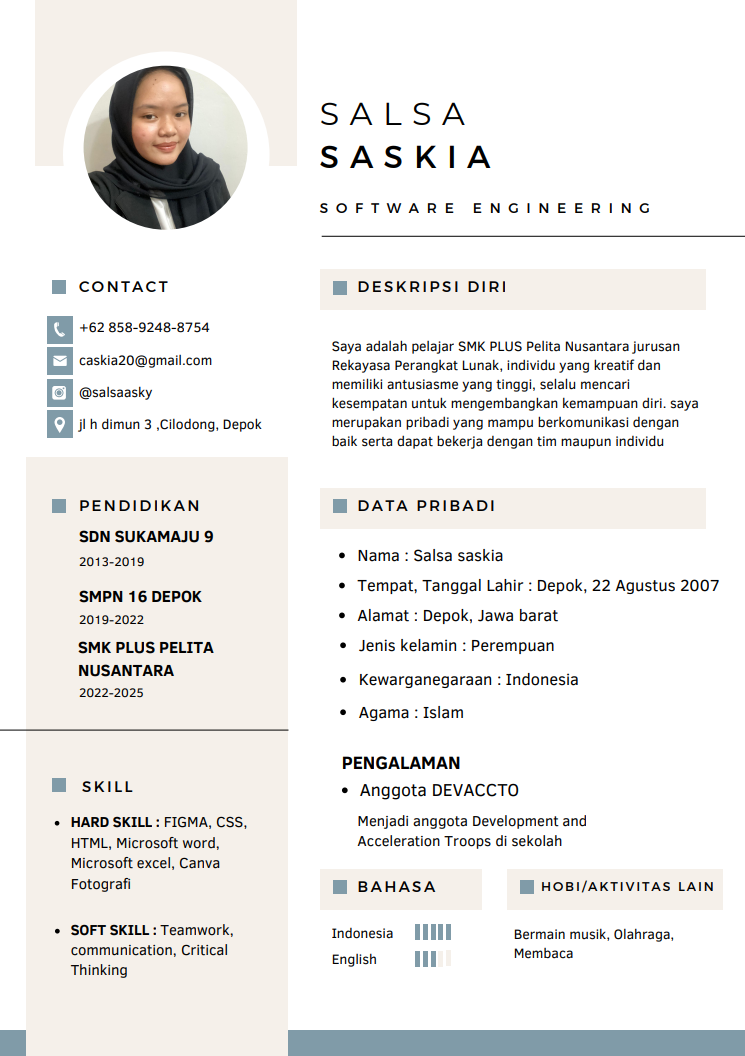 SALSA
SASKIA
SOFTWARE ENGINEERING
CONTACT
+62 858-9248-8754
caskia20@gmail.com
@salsaasky
jl h dimun 3 ,Cilodong, Depok
PENDIDIKAN
SDN SUKAMAJU 9
2013-2019
SMPN 16 DEPOK
2019-2022
SMK PLUS PELITA
NUSANTARA
2022-2025
SKILL
• HARD SKILL : FIGMA, CSS,
HTML, Microsoft word,
Microsoft excel, Canva
Fotografi
• SOFT SKILL : Teamwork,
communication, Critical
Thinking
DESKRIPSI DIRI
Saya adalah pelajar SMK PLUS Pelita Nusantara jurusan
Rekayasa Perangkat Lunak, individu yang kreatif dan
memiliki antusiasme yang tinggi, selalu mencari
kesempatan untuk mengembangkan kemampuan diri. saya
merupakan pribadi yang mampu berkomunikasi dengan
baik serta dapat bekerja dengan tim maupun individu
DATA PRIBADI
• Nama : Salsa saskia
• Tempat, Tanggal Lahir : Depok, 22 Agustus 2007
• Alamat : Depok, Jawa barat
• Jenis kelamin : Perempuan
• Kewarganegaraan : Indonesia
• Agama : Islam
PENGALAMAN
• Anggota DEVACCTO
Menjadi anggota Development and
Acceleration Troops di sekolah
BAHASA
Indonesia
English
HOBI/AKTIVITAS LAIN
Bermain musik, Olahraga,
Membaca